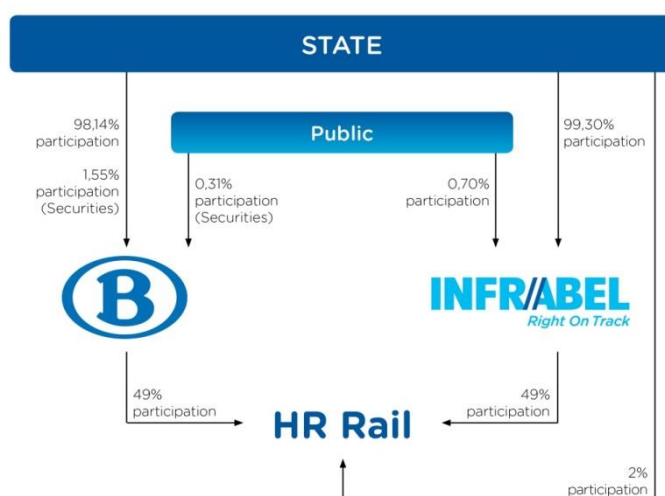 STATE
98,14%
participation
1,55%
participation
(Securities)
Public
99,30%
participation
0,31%
participation
(Securities)
0,70%
participation
B
INFRABEL
Right On Track
49%
participation
49%
participation
HR Rail
2%
participation